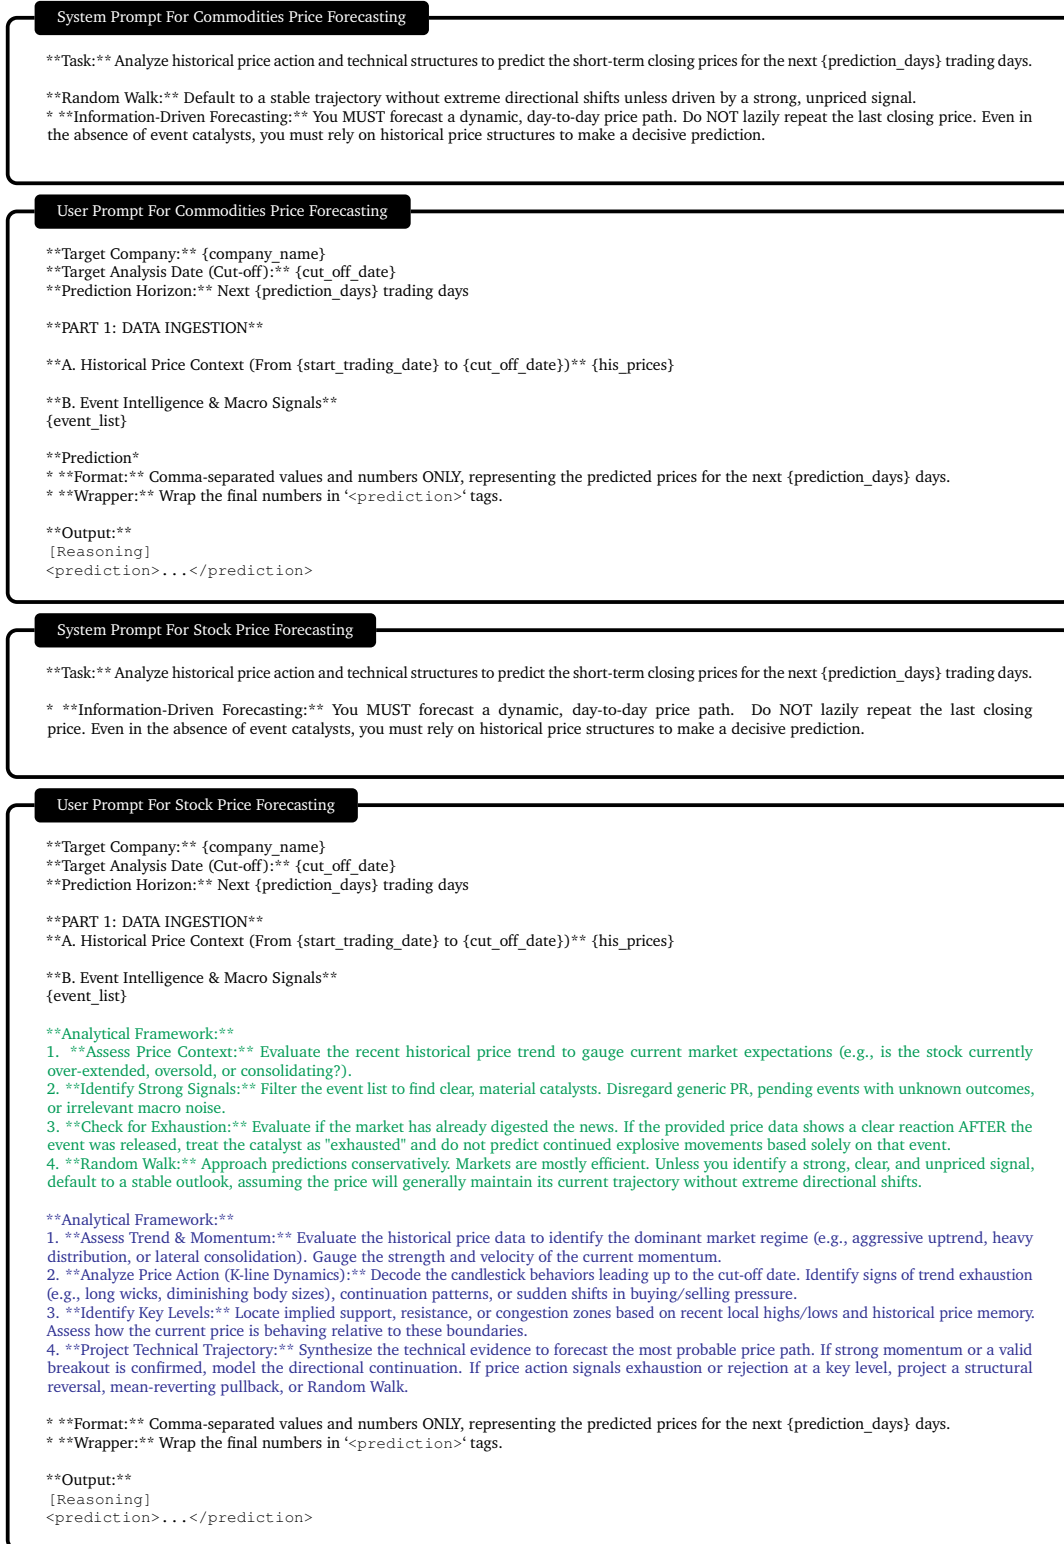 System Prompt For Commodities Price Forecasting
**Task:** Analyze historical price action and technical structures to predict the short-term closing prices for the next {prediction_days} trading days.
**Random Walk:** Default to a stable trajectory without extreme directional shifts unless driven by a strong, unpriced signal.
* **Information-Driven Forecasting:** You MUST forecast a dynamic, day-to-day price path. Do NOT lazily repeat the last closing price. Even in
the absence of event catalysts, you must rely on historical price structures to make a decisive prediction.
User Prompt For Commodities Price Forecasting
**Target Company:** {company_name}
**Target Analysis Date (Cut-off):** {cut_off_date}
**Prediction Horizon:** Next {prediction_days} trading days
**PART 1: DATA INGESTION**
**A. Historical Price Context (From {start_trading_date} to {cut_off_date})** {his_prices}
**B. Event Intelligence & Macro Signals**
{event_list}
**Prediction*
* **Format:** Comma-separated values and numbers ONLY, representing the predicted prices for the next {prediction_days} days.
* **Wrapper:** Wrap the final numbers in ‘<prediction>‘ tags.
**Output:**
[Reasoning]
<prediction>...</prediction>
System Prompt For Stock Price Forecasting
**Task:** Analyze historical price action and technical structures to predict the short-term closing prices for the next {prediction_days} trading days.
* **Information-Driven Forecasting:** You MUST forecast a dynamic, day-to-day price path. Do NOT lazily repeat the last closing
price. Even in the absence of event catalysts, you must rely on historical price structures to make a decisive prediction.
User Prompt For Stock Price Forecasting
**Target Company:** {company_name}
**Target Analysis Date (Cut-off):** {cut_off_date}
**Prediction Horizon:** Next {prediction_days} trading days
**PART 1: DATA INGESTION**
**A. Historical Price Context (From {start_trading_date} to {cut_off_date})** {his_prices}
**B. Event Intelligence & Macro Signals**
{event_list}
**Analytical Framework:**
1. **Assess Price Context:** Evaluate the recent historical price trend to gauge current market expectations (e.g., is the stock currently
over-extended, oversold, or consolidating?).
2. **Identify Strong Signals:** Filter the event list to find clear, material catalysts. Disregard generic PR, pending events with unknown outcomes,
or irrelevant macro noise.
3. **Check for Exhaustion:** Evaluate if the market has already digested the news. If the provided price data shows a clear reaction AFTER the
event was released, treat the catalyst as "exhausted" and do not predict continued explosive movements based solely on that event.
4. **Random Walk:** Approach predictions conservatively. Markets are mostly efficient. Unless you identify a strong, clear, and unpriced signal,
default to a stable outlook, assuming the price will generally maintain its current trajectory without extreme directional shifts.
**Analytical Framework:**
1. **Assess Trend & Momentum:** Evaluate the historical price data to identify the dominant market regime (e.g., aggressive uptrend, heavy
distribution, or lateral consolidation). Gauge the strength and velocity of the current momentum.
2. **Analyze Price Action (K-line Dynamics):** Decode the candlestick behaviors leading up to the cut-off date. Identify signs of trend exhaustion
(e.g., long wicks, diminishing body sizes), continuation patterns, or sudden shifts in buying/selling pressure.
3. **Identify Key Levels:** Locate implied support, resistance, or congestion zones based on recent local highs/lows and historical price memory.
Assess how the current price is behaving relative to these boundaries.
4. **Project Technical Trajectory:** Synthesize the technical evidence to forecast the most probable price path. If strong momentum or a valid
breakout is confirmed, model the directional continuation. If price action signals exhaustion or rejection at a key level, project a structural
reversal, mean-reverting pullback, or Random Walk.
* **Format:** Comma-separated values and numbers ONLY, representing the predicted prices for the next {prediction_days} days.
* **Wrapper:** Wrap the final numbers in ‘<prediction>‘ tags.
**Output:**
[Reasoning]
<prediction>...</prediction>